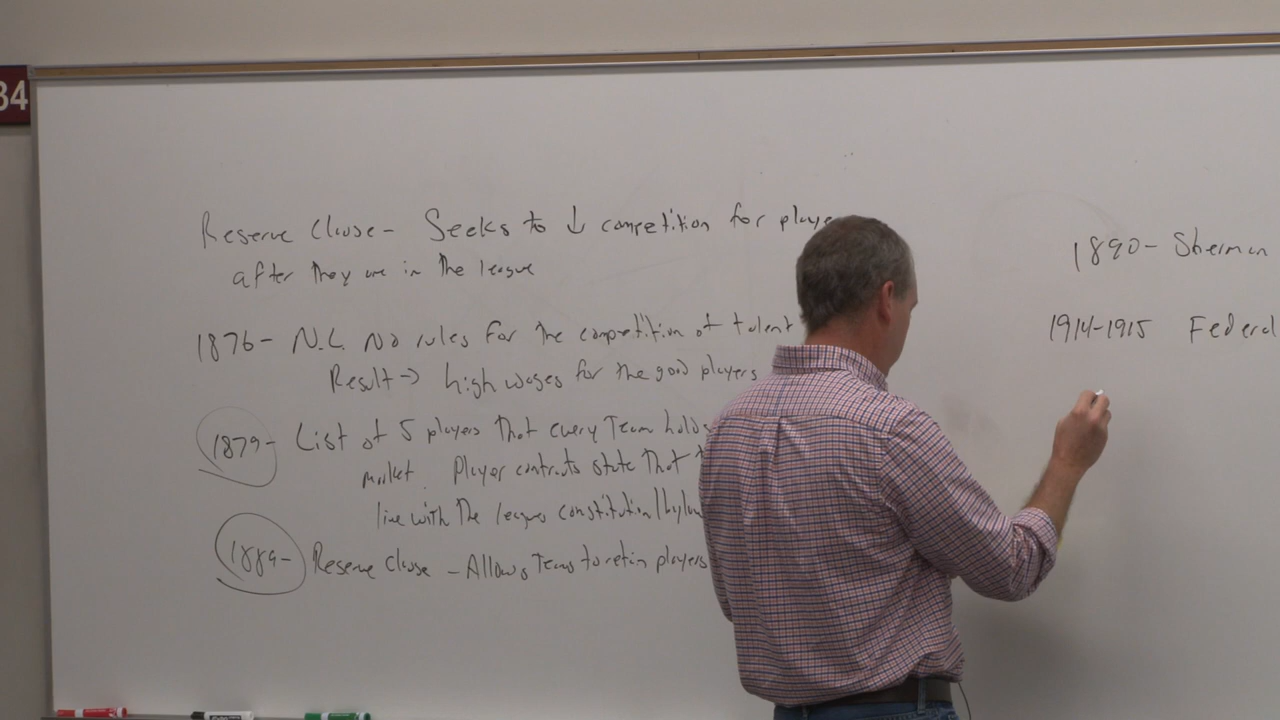 34
Reserve Clause - Seeks to ↓ competition for playe
after they are in the league
1876 - N.L. No rules for the competition of talent
Result → high wages for the good players
1879 - List of 5 players that every Team holds
market. Player contracts state that
line with the leagues constitution/bylaw
1889 - Reserve Clause - Allows Teams to retain players
1890 - Sherman
1914-1915 Federal